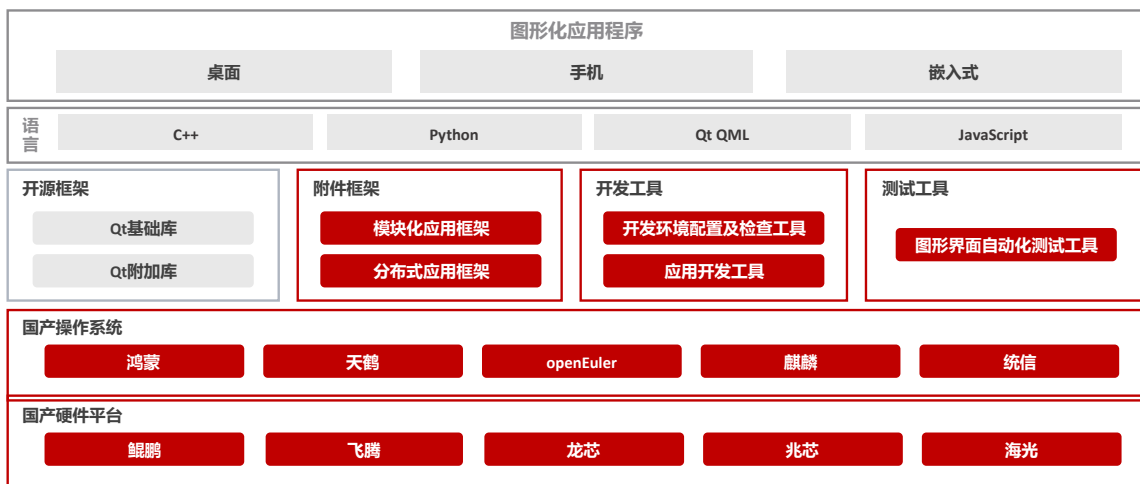 图形化应用程序
桌面 手机 嵌入式
语言 C++ Python Qt QML JavaScript
开源框架 附件框架 开发工具 测试工具
Qt基础库 模块化应用框架 开发环境配置及检查工具 图形界面自动化测试工具
Qt附加库 分布式应用框架 应用开发工具
国产操作系统
鸿蒙 天鹤 openEuler 麒麟 统信
国产硬件平台
鲲鹏 飞腾 龙芯 兆芯 海光